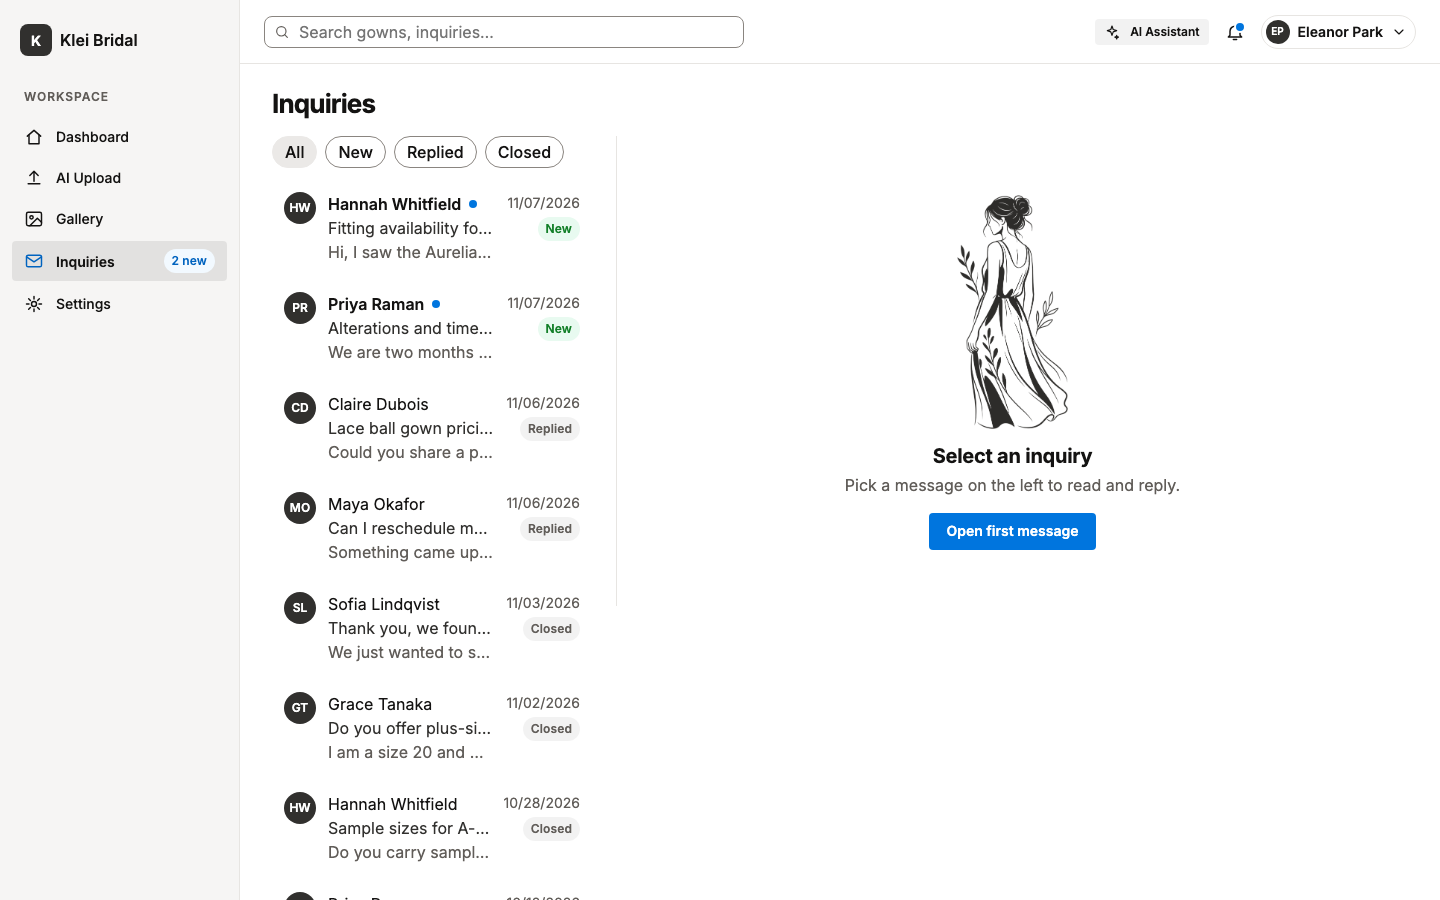 K Klei Bridal
WORKSPACE
Dashboard
AI Upload
Gallery
Inquiries 2 new
Settings
Search gowns, inquiries...
AI Assistant
EP Eleanor Park
Inquiries
All New Replied Closed
HW Hannah Whitfield 11/07/2026
Fitting availability fo... New
Hi, I saw the Aurelia...
PR Priya Raman 11/07/2026
Alterations and time... New
We are two months ...
CD Claire Dubois 11/06/2026
Lace ball gown prici... Replied
Could you share a p...
MO Maya Okafor 11/06/2026
Can I reschedule m... Replied
Something came up...
SL Sofia Lindqvist 11/03/2026
Thank you, we foun... Closed
We just wanted to s...
GT Grace Tanaka 11/02/2026
Do you offer plus-si... Closed
I am a size 20 and ...
HW Hannah Whitfield 10/28/2026
Sample sizes for A-... Closed
Do you carry sampl...
Select an inquiry
Pick a message on the left to read and reply.
Open first message